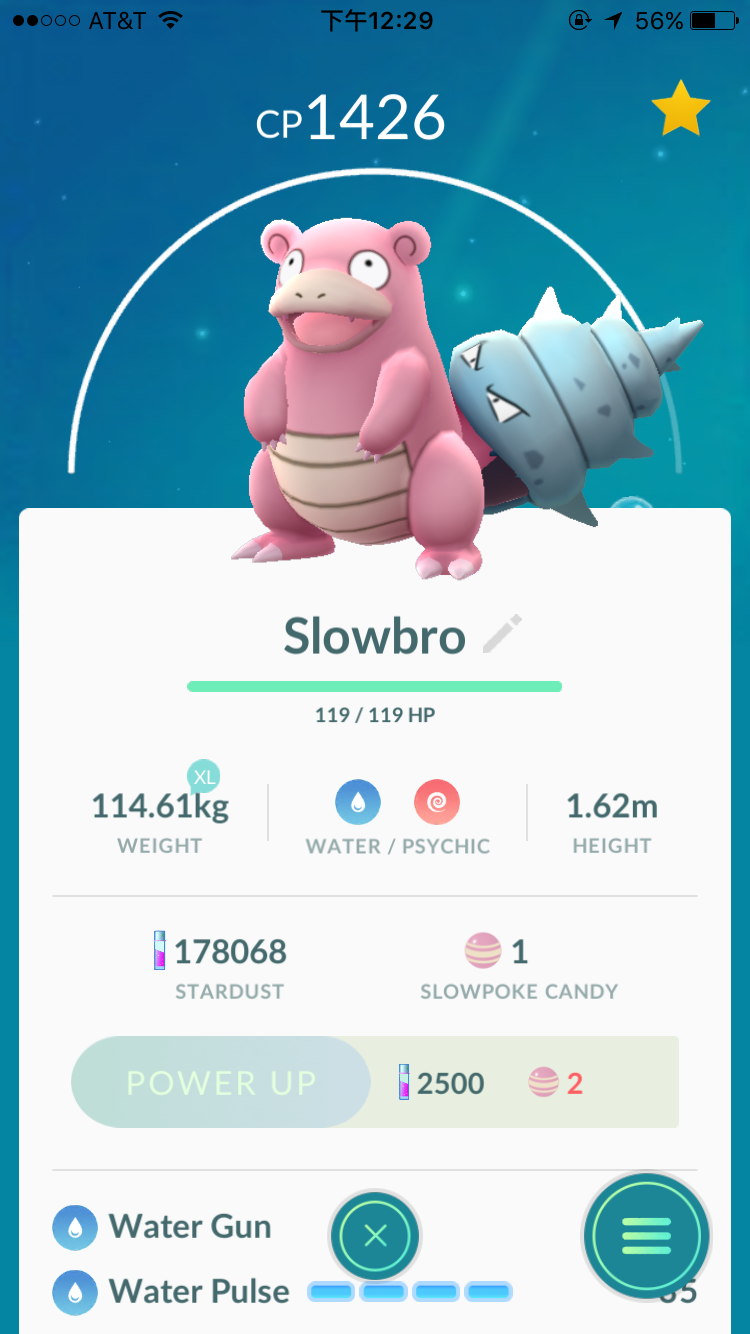 AT&T 下午12:29 56%
CP1426
Slowbro
119 / 119 HP
XL
114.61kg 1.62m
WEIGHT WATER / PSYCHIC HEIGHT
178068 1
STARDUST SLOWPOKE CANDY
POWER UP 2500 2
Water Gun
Water Pulse